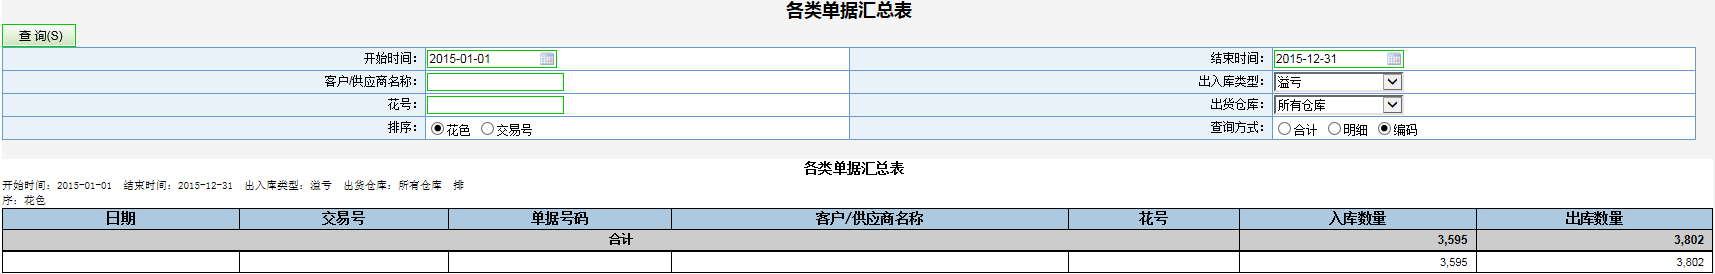 各类单据汇总表
查 询(S)
开始时间: 2015-01-01 结束时间: 2015-12-31
客户/供应商名称: 出入库类型: 溢亏
花号: 出货仓库: 所有仓库
排序: 花色 交易号 查询方式: 合计 明细 编码
各类单据汇总表
开始时间: 2015-01-01 结束时间: 2015-12-31 出入库类型: 溢亏 出货仓库: 所有仓库 排
序: 花色
日期 交易号 单据号码 客户/供应商名称 花号 入库数量 出库数量
合计 3,595 3,802
3,595 3,802